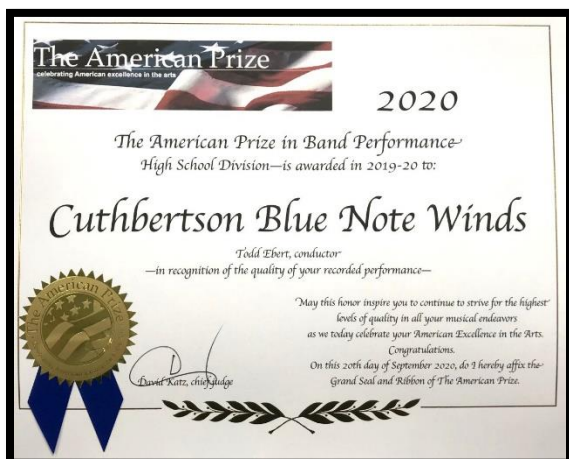 The American Prize
celebrating American excellence in the arts
2020
The American Prize in Band Performance
High School Division—is awarded in 2019-20 to:
Cuthbertson Blue Note Winds
Todd Ebert, conductor
—in recognition of the quality of your recorded performance—
"May this honor inspire you to continue to strive for the highest
levels of quality in all your musical endeavors
as we today celebrate your American Excellence in the Arts.
Congratulations.
On this 20th day of September 2020, do I hereby affix the
Grand Seal and Ribbon of The American Prize.
David Katz, chief judge
The American Prize